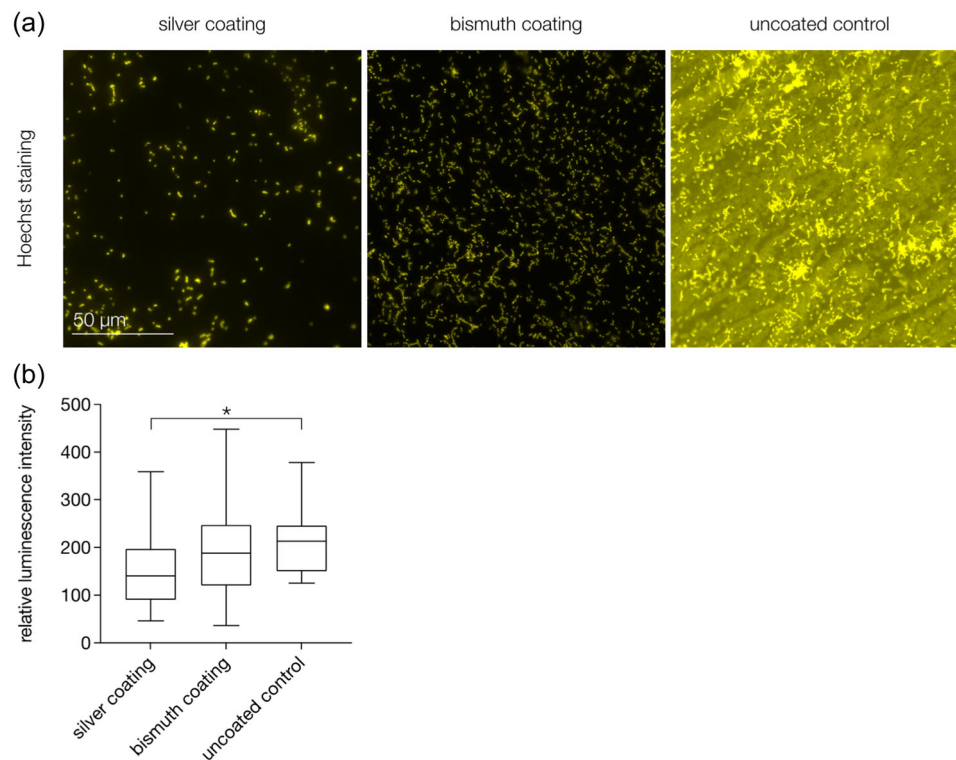 (a)
silver coating
bismuth coating
uncoated control
Hoechst staining
50 µm
(b)
relative luminescence intensity
500
400
300
200
100
0
*
silver coating
bismuth coating
uncoated control